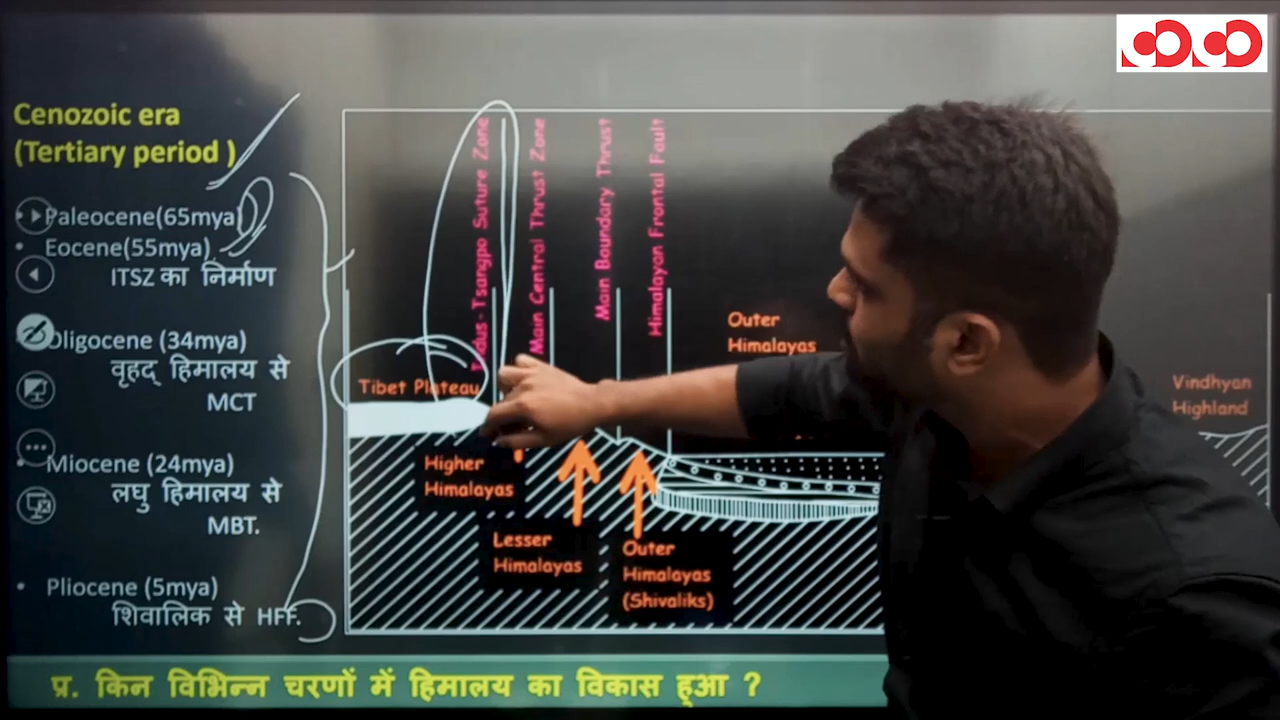 Cenozoic era
(Tertiary period )
Paleocene(65mya)
• Eocene(55mya)
ITSZ का निर्माण
Oligocene (34mya)
वृहद् हिमालय से
MCT
Miocene (24mya)
लघु हिमालय से
MBT.
• Pliocene (5mya)
शिवालिक से HFF.
Indus-Tsangpo Suture Zone
Main Central Thrust Zone
Main Boundary Thrust
Himalayan Frontal Fault
Outer
Himalayas
Tibet Plateau
Vindhyan
Highland
Higher
Himalayas
Lesser
Himalayas
Outer
Himalayas
(Shivaliks)
प्र. किन विभिन्न चरणों में हिमालय का विकास हुआ ?